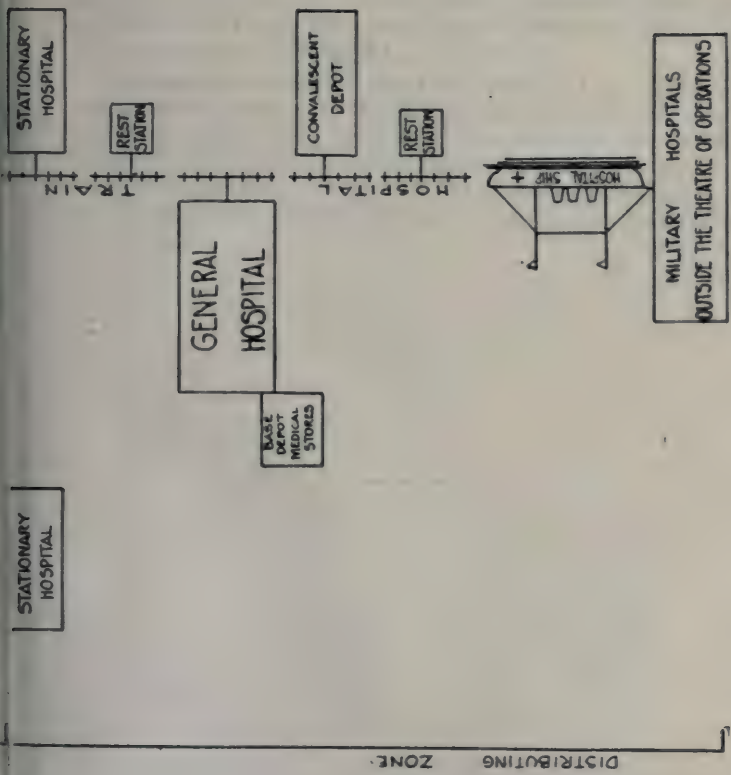 STATIONARY
HOSPITAL
STATIONARY
HOSPITAL
REST
STATION
TRAIN
GENERAL
HOSPITAL
BASE
DEPOT
MEDICAL
STORES
CONVALESCENT
DEPOT
REST
STATION
HOSPITAL
HOSPITAL SHIP
MILITARY HOSPITALS
OUTSIDE THE THEATRE OF OPERATIONS
DISTRIBUTING ZONE.